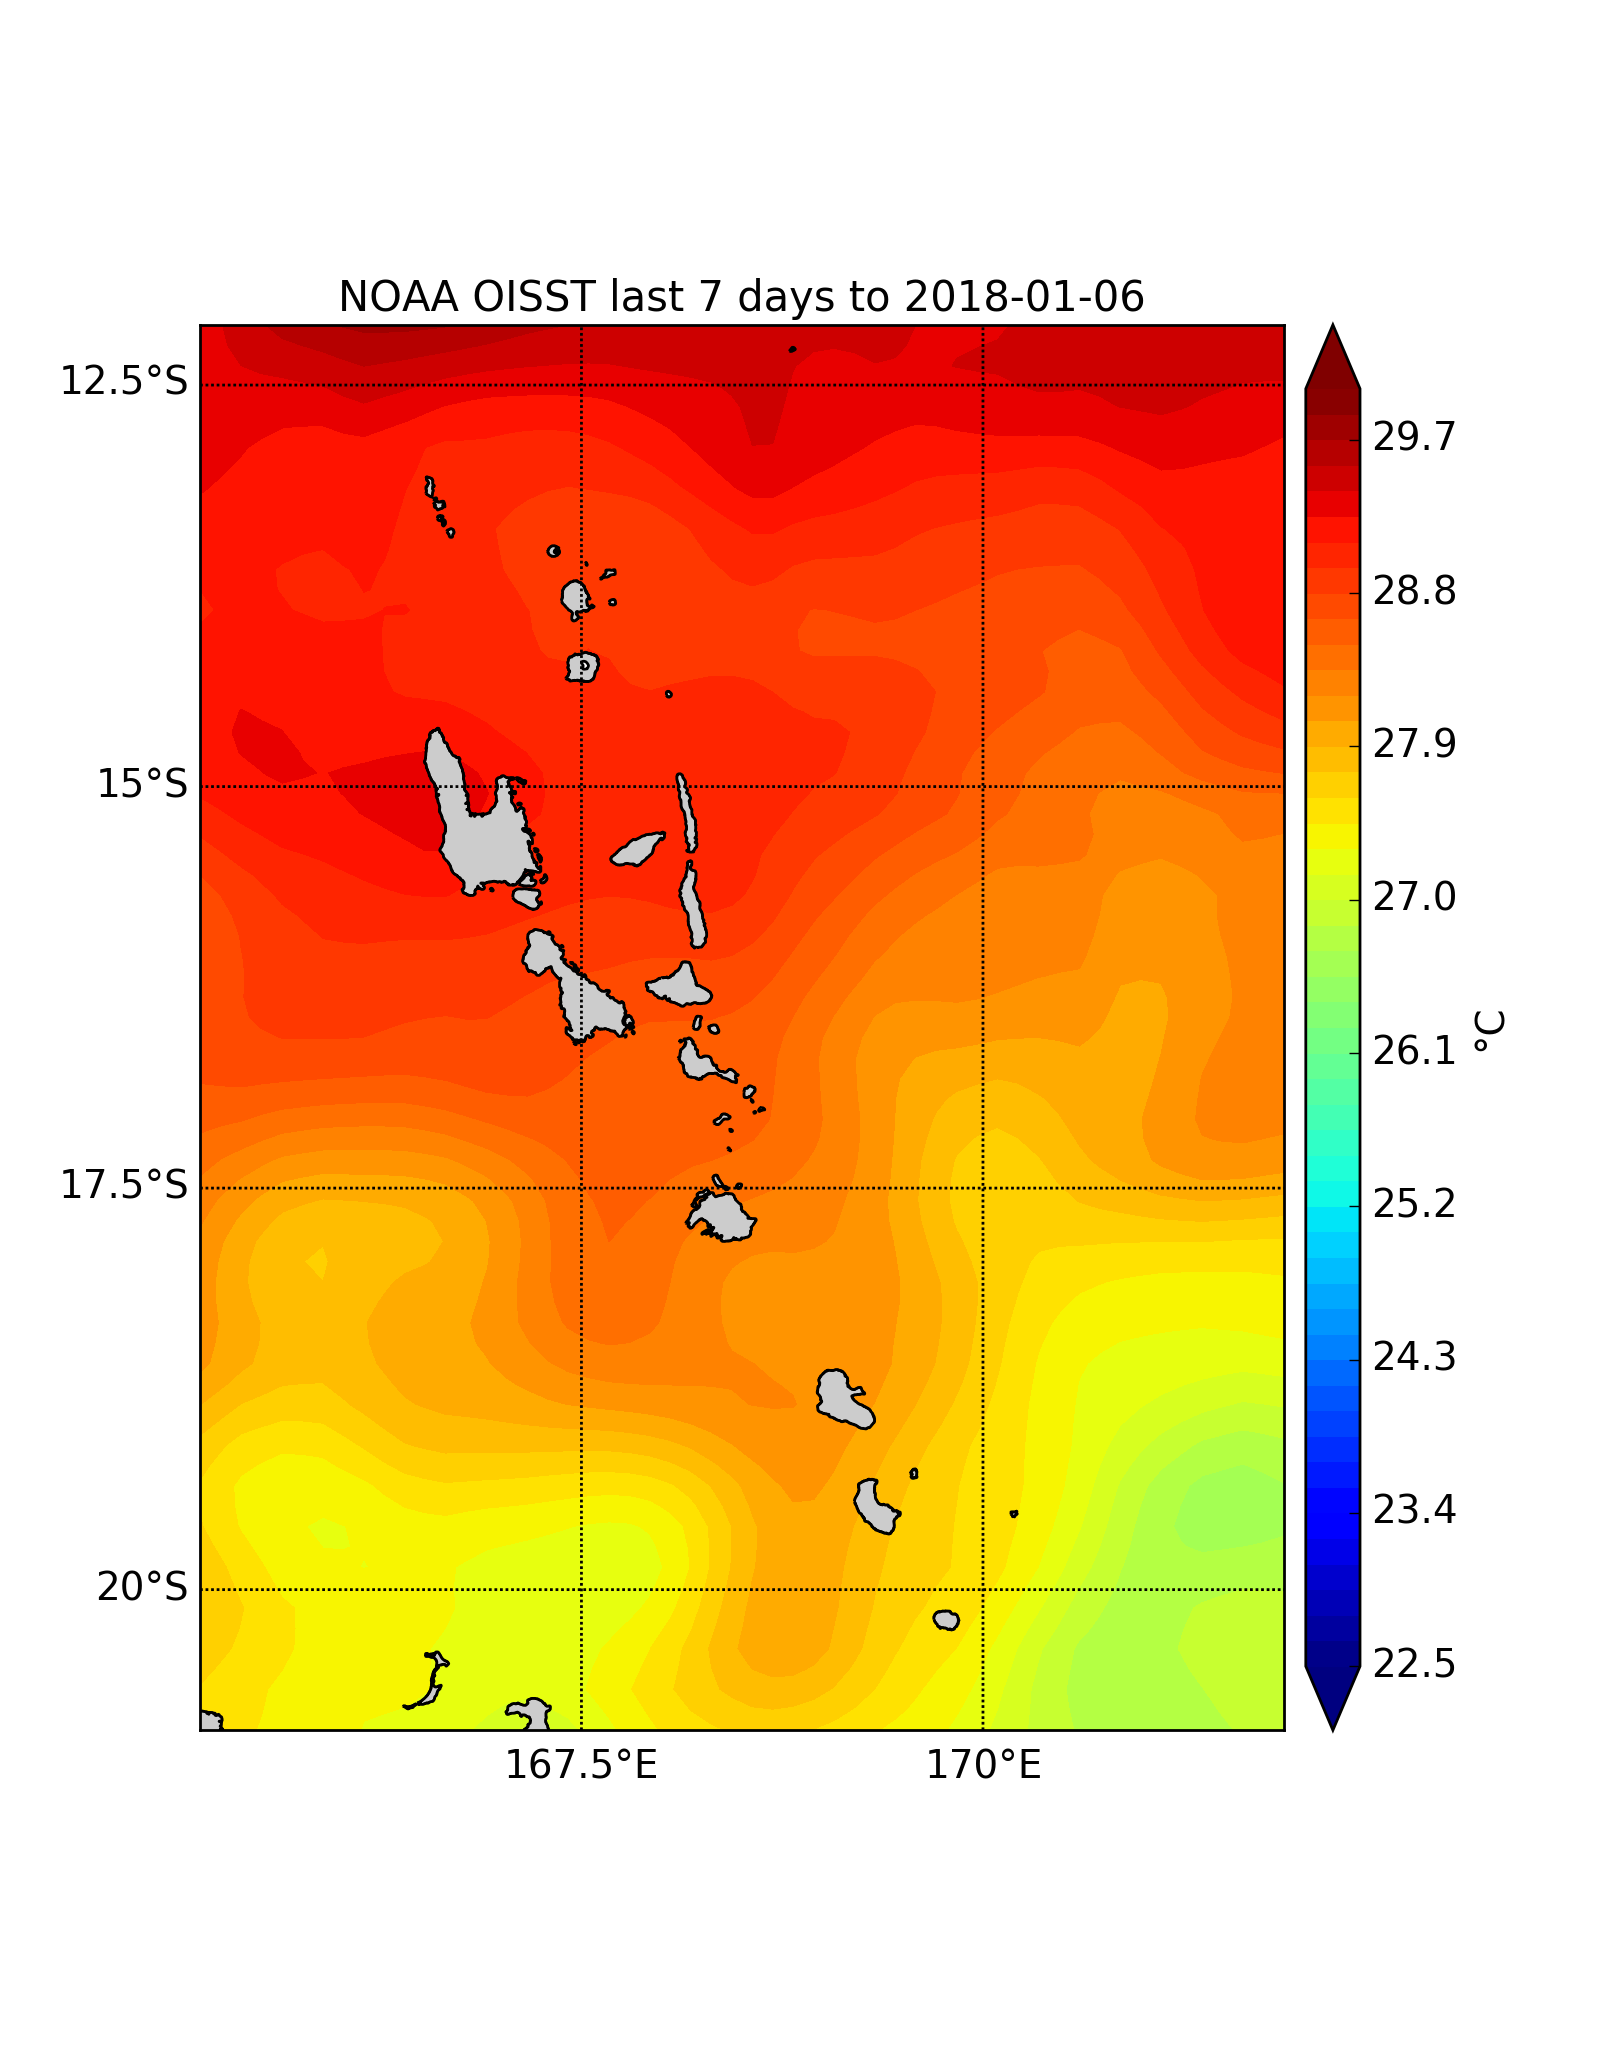 NOAA OISST last 7 days to 2018-01-06
12.5°S
15°S
17.5°S
20°S
167.5°E
170°E
29.7
28.8
27.9
27.0
26.1
25.2
24.3
23.4
22.5
°C